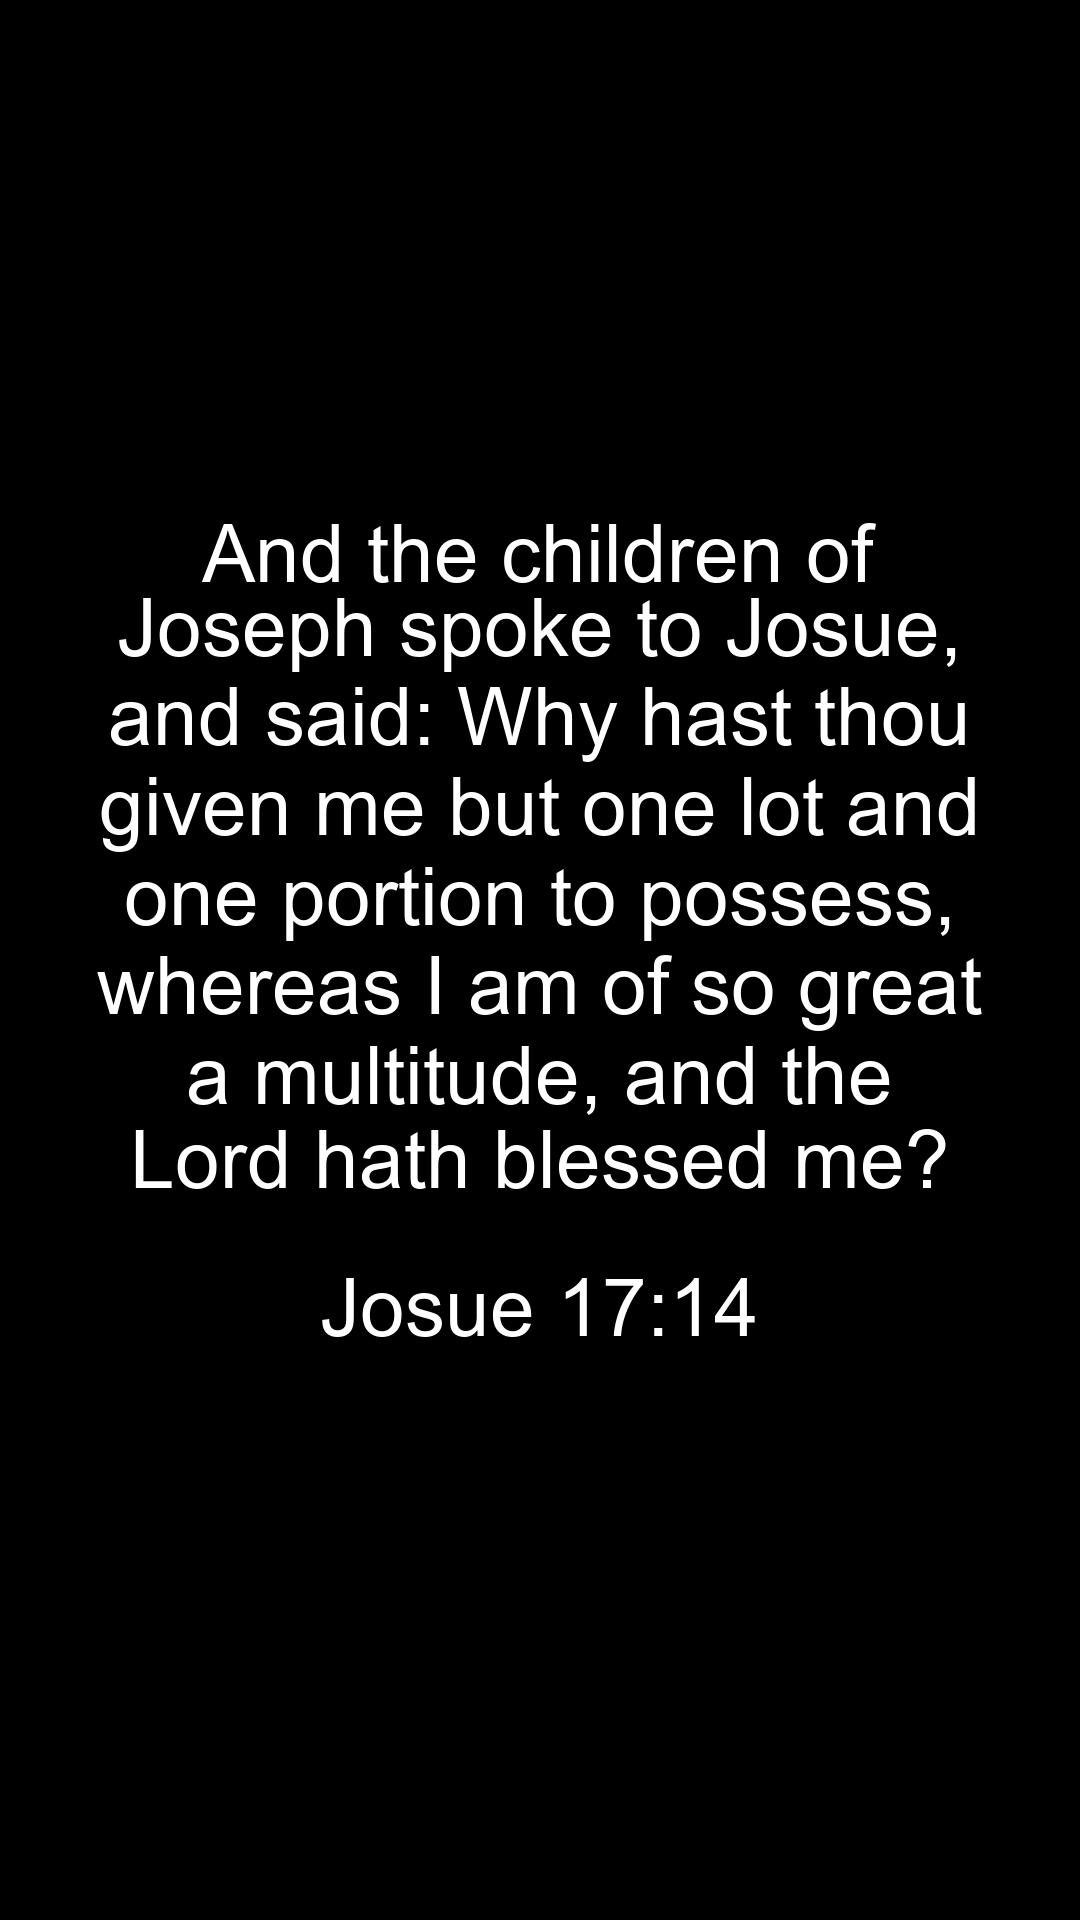 And the children of
Joseph spoke to Josue,
and said: Why hast thou
given me but one lot and
one portion to possess,
whereas I am of so great
a multitude, and the
Lord hath blessed me?
Josue 17:14